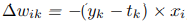 Δw_{ik} = −(y_k − t_k) × x_i